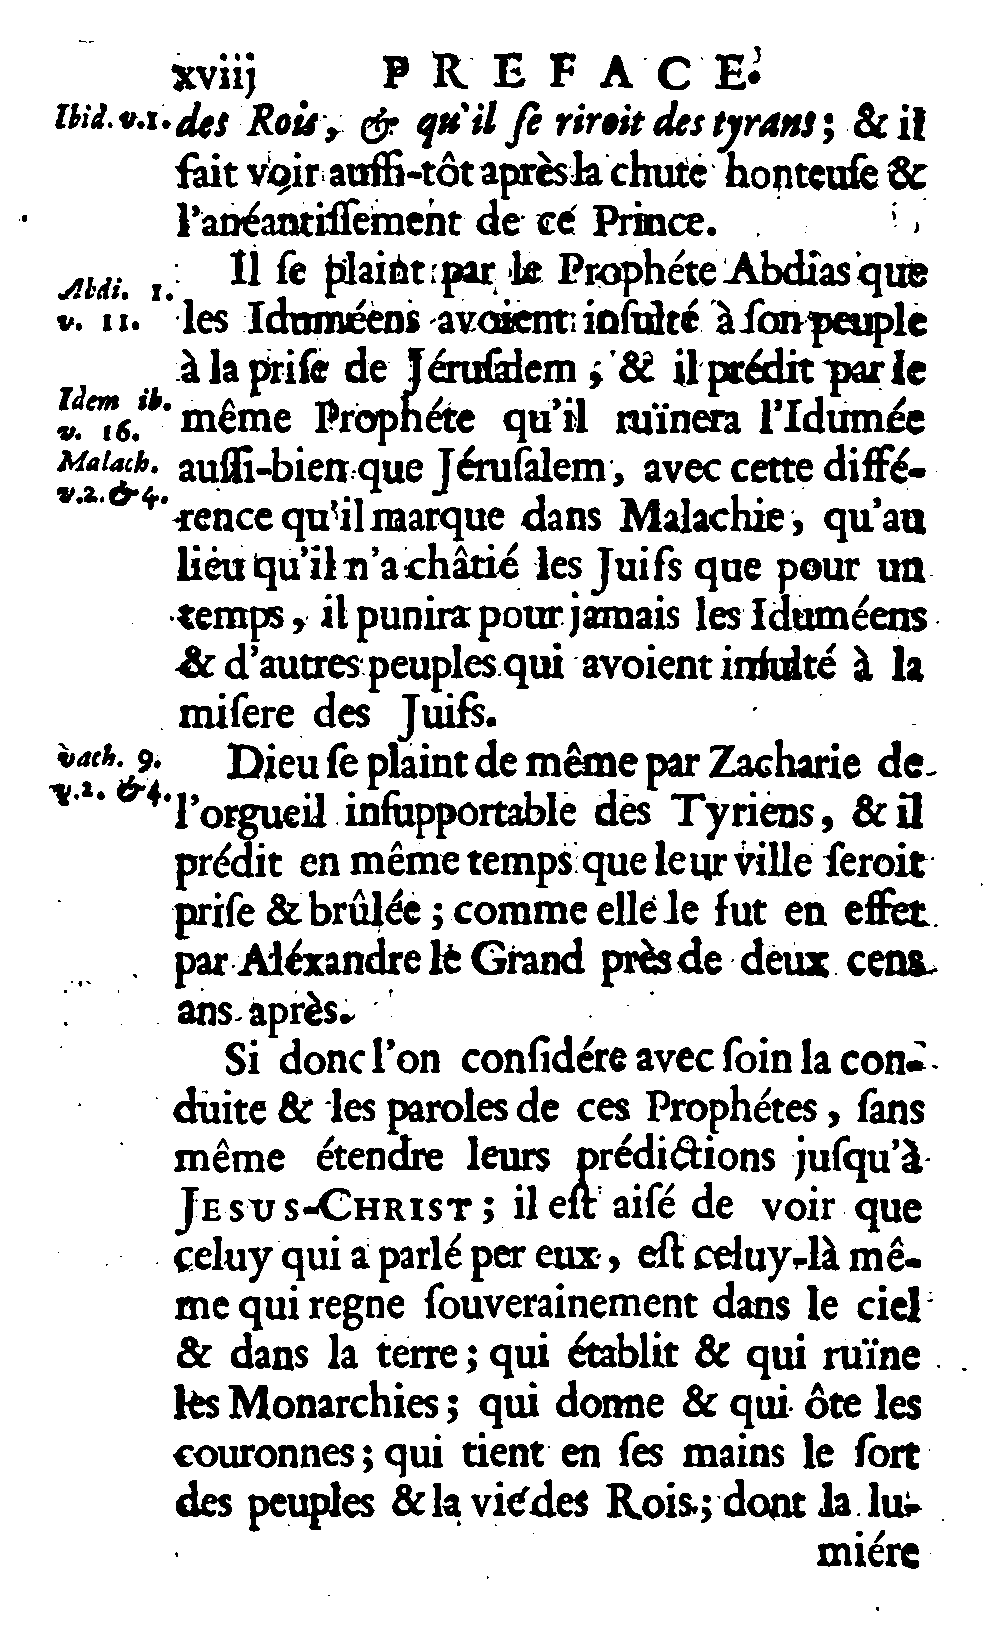 xviij PREFACE.
Ibid. v.1. des Rois, & qu'il ſe riroit des tyrans; & il
fait voir auſſi-tôt après la chute honteuſe &
l'anéantiſſement de ce Prince.
Il ſe plaint par le Prophéte Abdias que
Abdi. 1.
v. 11. les Iduméens avoient inſulté à ſon peuple
à la priſe de Jéruſalem ; & il prédit par le
Idem ib.
v. 16. même Prophéte qu'il ruïnera l'Idumée
Malach. auſſi-bien que Jéruſalem, avec cette diffé-
v.2. & 4. rence qu'il marque dans Malachie, qu'au
lieu qu'il n'a châtié les Juifs que pour un
temps, il punira pour jamais les Iduméens
& d'autres peuples qui avoient inſulté à la
miſere des Juifs.
ach. 9. Dieu ſe plaint de même par Zacharie de
v.2. & 4. l'orgueil inſupportable des Tyriens, & il
prédit en même temps que leur ville ſeroit
priſe & brûlée ; comme elle le fut en effet
par Aléxandre le Grand près de deux cens
ans après.
Si donc l'on conſidére avec ſoin la con-
duite & les paroles de ces Prophétes, ſans
même étendre leurs prédictions juſqu'à
JESUS-CHRIST ; il eſt aiſé de voir que
celuy qui a parlé per eux, eſt celuy-là mê-
me qui regne ſouverainement dans le ciel
& dans la terre ; qui établit & qui ruïne
les Monarchies ; qui donne & qui ôte les
couronnes ; qui tient en ſes mains le ſort
des peuples & la vie des Rois ; dont la lu-
miére